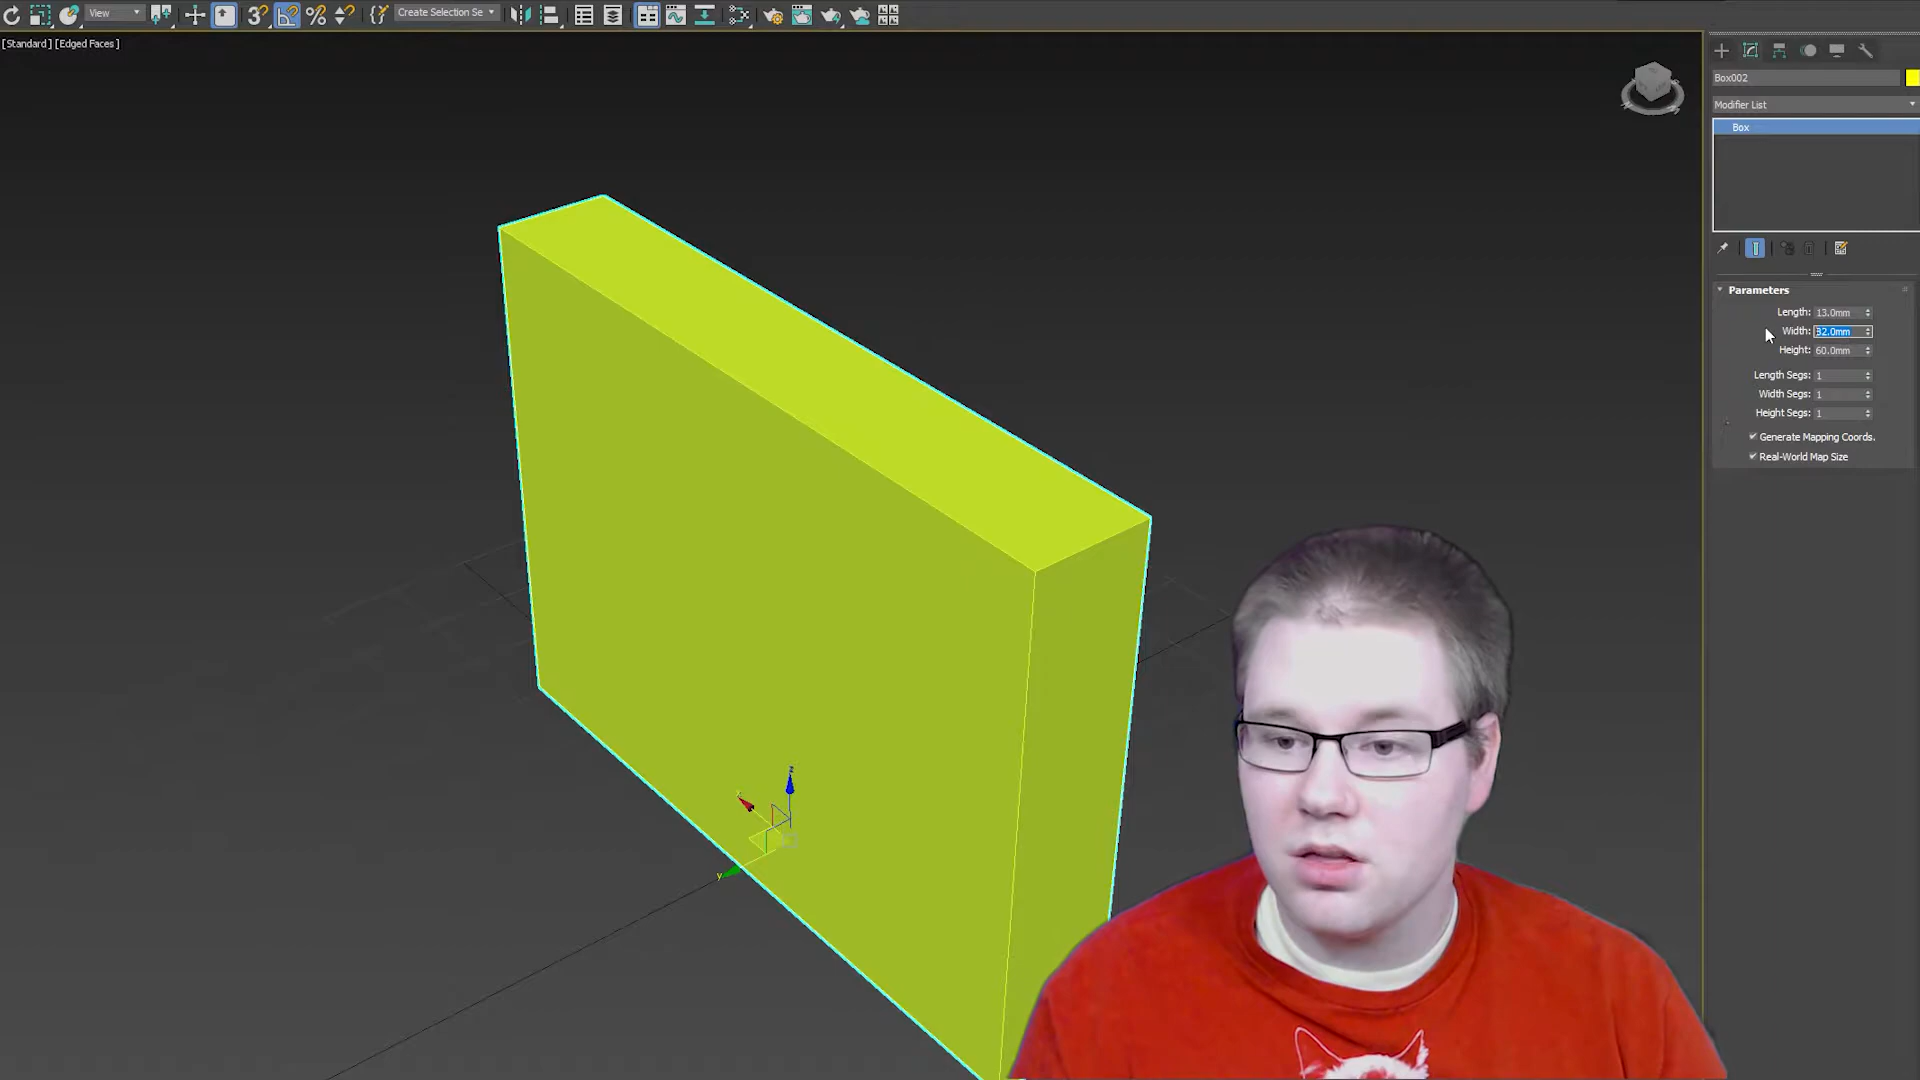 View
Create Selection Se
[Standard] [Edged Faces]
Box002
Modifier List
Box
Parameters
Length: 13.0mm
Width: 82.0mm
Height: 60.0mm
Length Segs: 1
Width Segs: 1
Height Segs: 1
Generate Mapping Coords.
Real-World Map Size
z
x
y